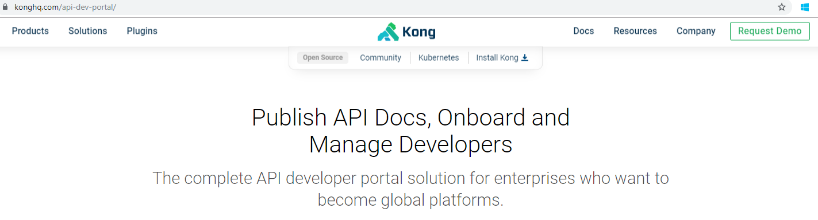 konghq.com/api-dev-portal/
Products Solutions Plugins Kong Docs Resources Company Request Demo
Open Source Community Kubernetes Install Kong
Publish API Docs, Onboard and
Manage Developers
The complete API developer portal solution for enterprises who want to
become global platforms.